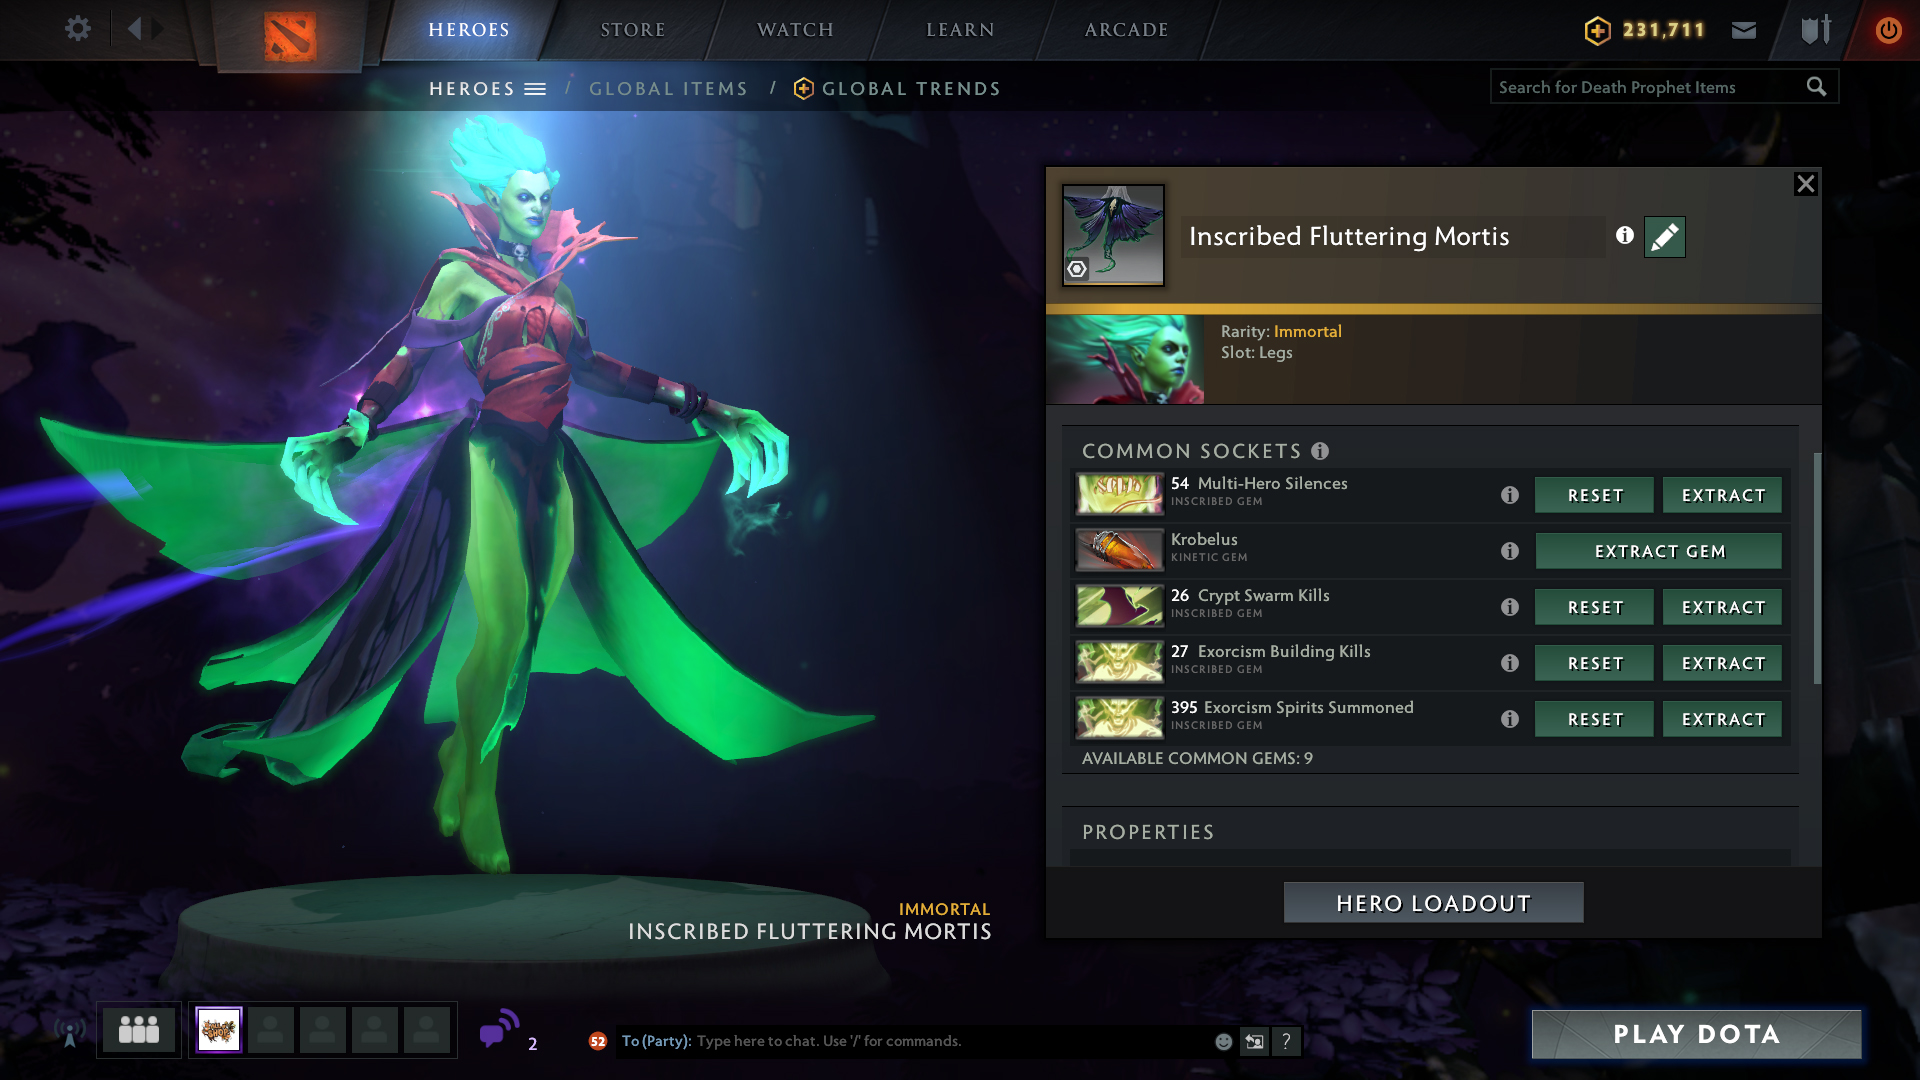 HEROES
STORE
WATCH
LEARN
ARCADE
231,711
HEROES / GLOBAL ITEMS / GLOBAL TRENDS
Search for Death Prophet Items
Inscribed Fluttering Mortis
Rarity: Immortal
Slot: Legs
COMMON SOCKETS
54 Multi-Hero Silences
INSCRIBED GEM
RESET
EXTRACT
Krobelus
KINETIC GEM
EXTRACT GEM
26 Crypt Swarm Kills
INSCRIBED GEM
RESET
EXTRACT
27 Exorcism Building Kills
INSCRIBED GEM
RESET
EXTRACT
395 Exorcism Spirits Summoned
INSCRIBED GEM
RESET
EXTRACT
AVAILABLE COMMON GEMS: 9
PROPERTIES
HERO LOADOUT
IMMORTAL
INSCRIBED FLUTTERING MORTIS
2
52
To (Party): Type here to chat. Use '/' for commands.
?
PLAY DOTA